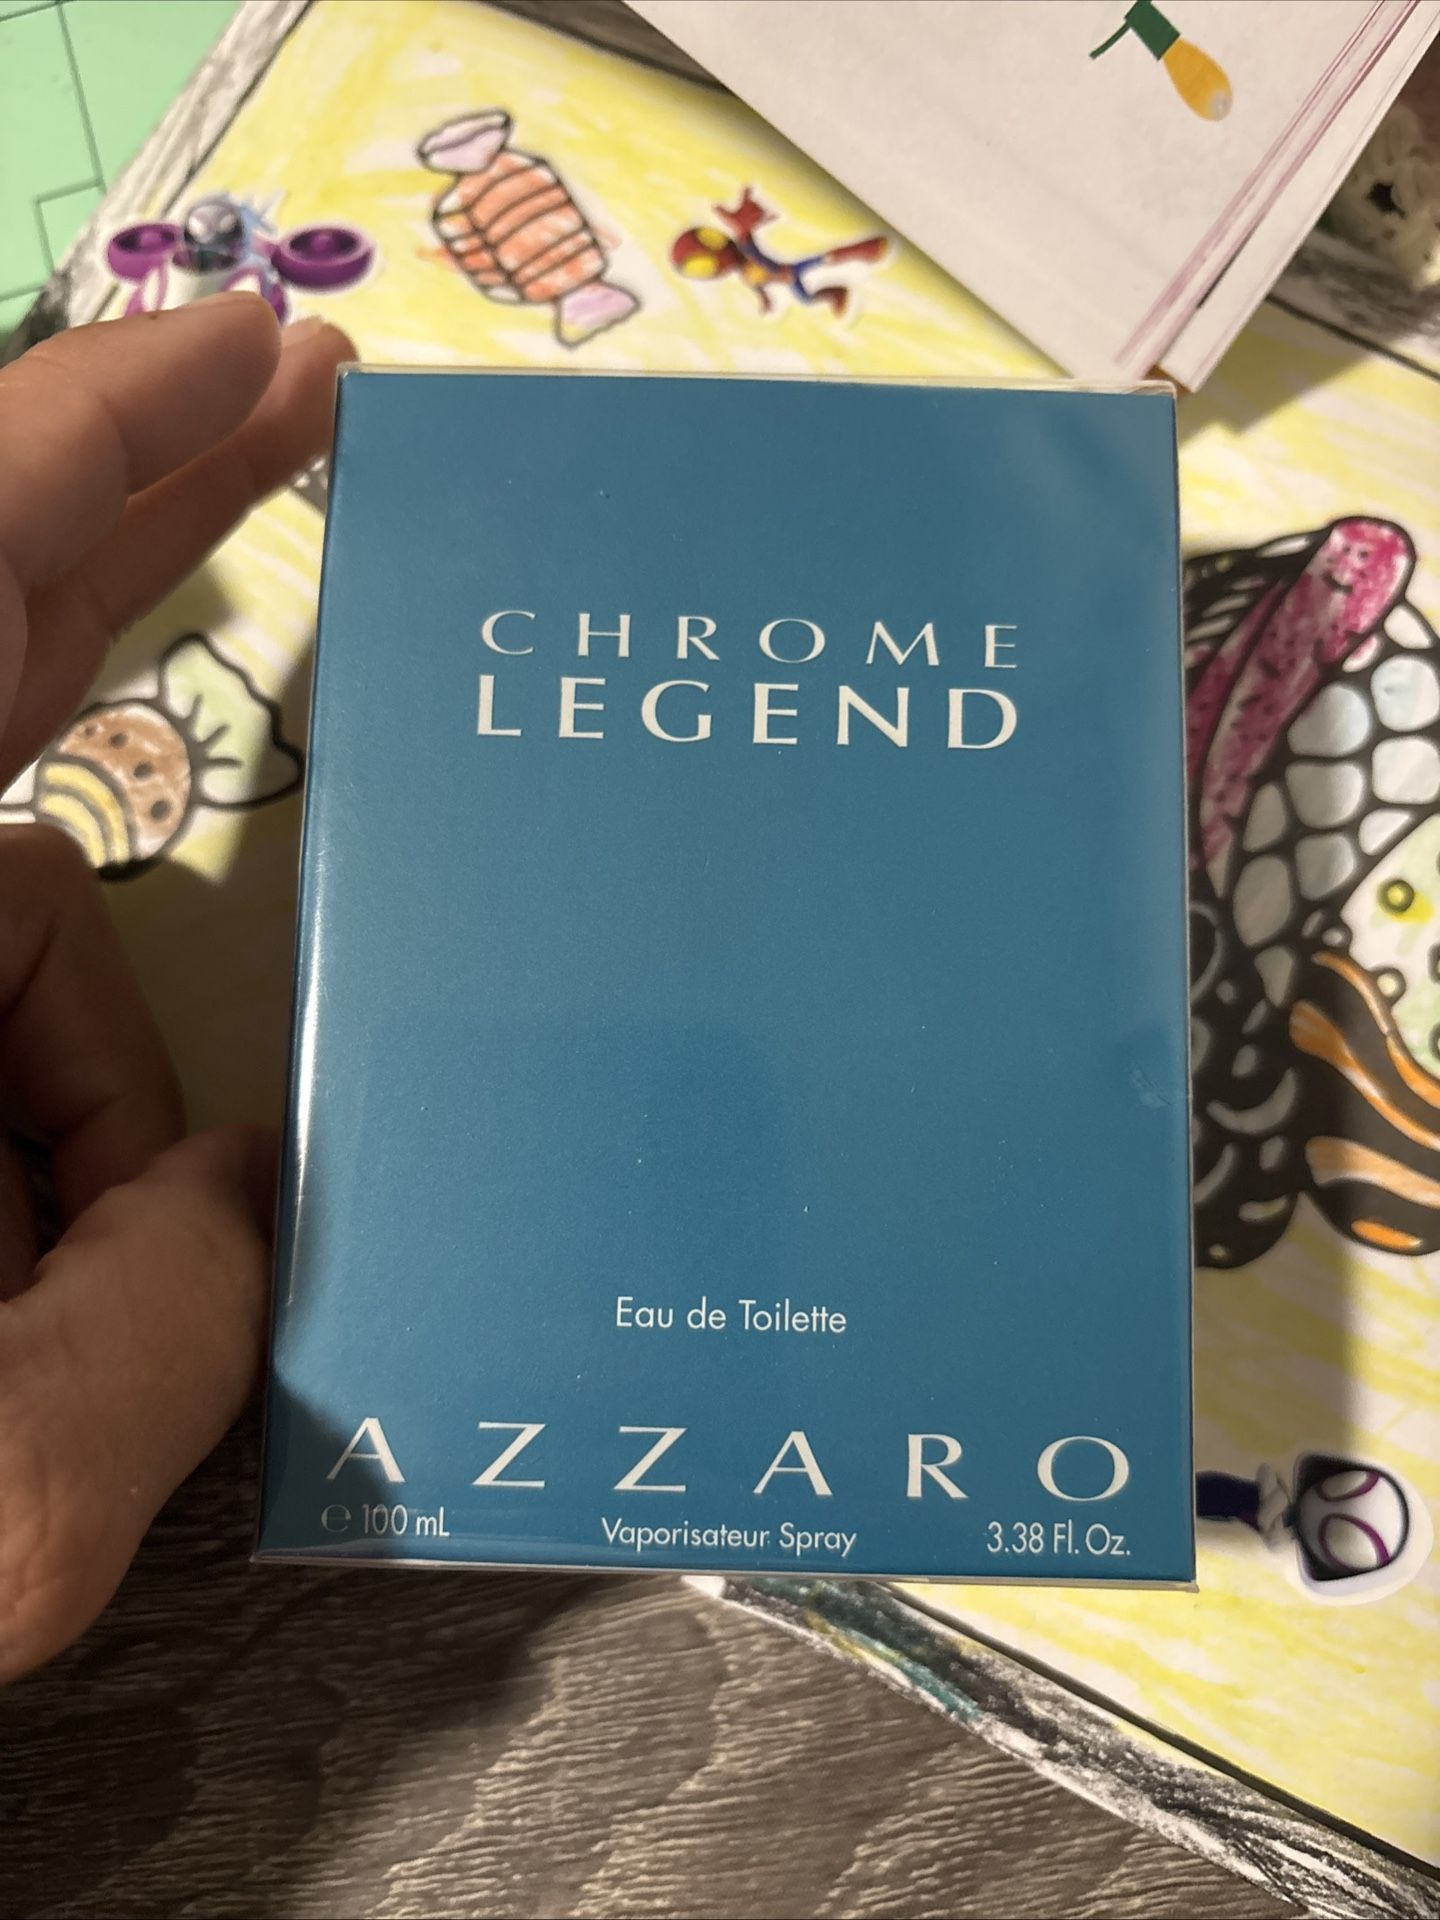 CHROME
LEGEND
Eau de Toilette
AZZARO
℮ 100 mL Vaporisateur Spray 3.38 Fl. Oz.